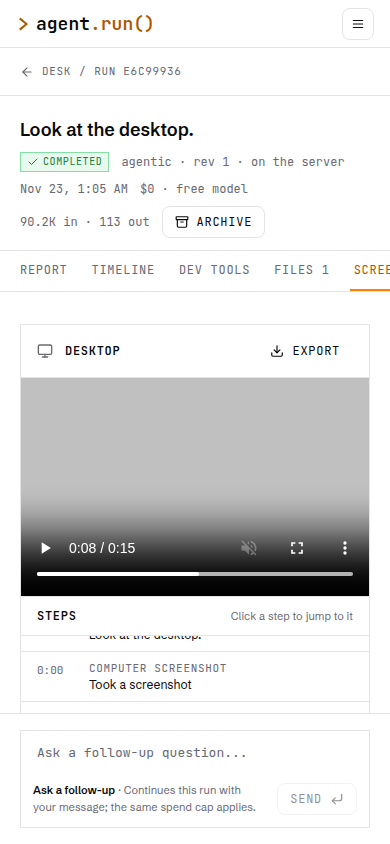 agent.run()
DESK / RUN E6C99936
Look at the desktop.
COMPLETED agentic · rev 1 · on the server
Nov 23, 1:05 AM $0 · free model
90.2K in · 113 out ARCHIVE
REPORT TIMELINE DEV TOOLS FILES 1 SCREE
DESKTOP EXPORT
0:08 / 0:15
STEPS Click a step to jump to it
Look at the desktop.
0:00 COMPUTER SCREENSHOT
Took a screenshot
Ask a follow-up question...
Ask a follow-up · Continues this run with
your message; the same spend cap applies.
SEND